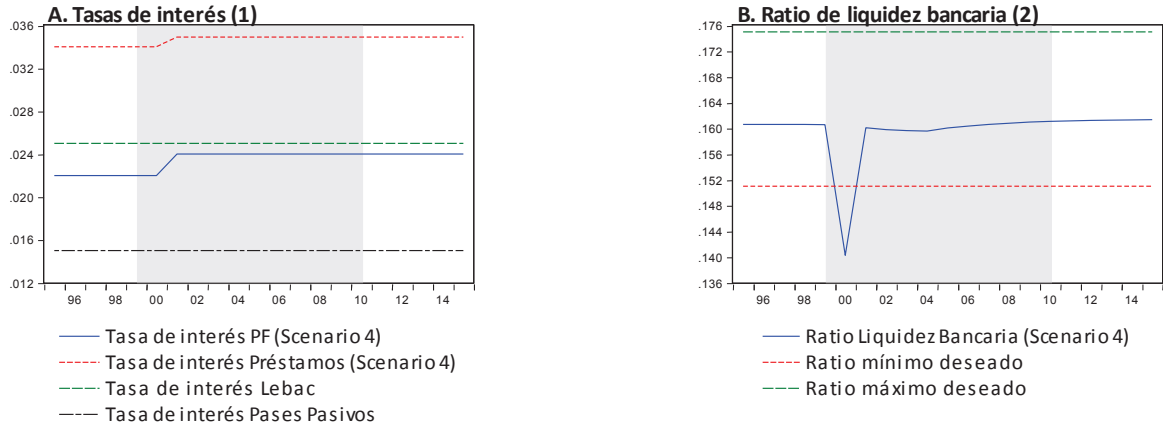 A. Tasas de interés (1)
.036
.032
.028
.024
.020
.016
.012
96 98 00 02 04 06 08 10 12 14
Tasa de interés PF (Scenario 4)
Tasa de interés Préstamos (Scenario 4)
Tasa de interés Lebac
Tasa de interés Pases Pasivos
B. Ratio de liquidez bancaria (2)
.176
.172
.168
.164
.160
.156
.152
.148
.144
.140
.136
96 98 00 02 04 06 08 10 12 14
Ratio Liquidez Bancaria (Scenario 4)
Ratio mínimo deseado
Ratio máximo deseado